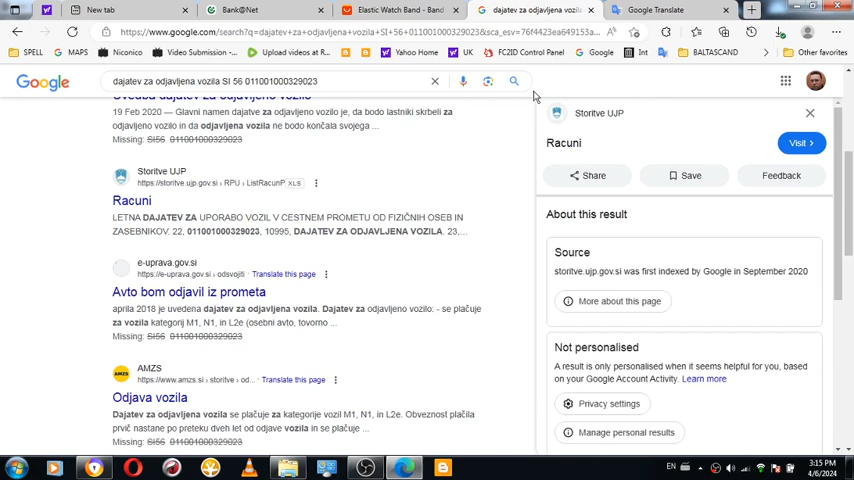 New tab
Bank@Net
Elastic Watch Band - Band
dajatev za odjavljena vozila
Google Translate
https://www.google.com/search?q=dajatev+za+odjavljena+vozila+SI+56+011001000329023&sca_esv=76f4423ea649153a...
SPELL
MAPS
Niconico
Video Submission -...
Upload videos at R...
Yahoo Home
UK
FC2ID Control Panel
Google
Int
BALTASCAND
Other favorites
Google
dajatev za odjavljena vozila SI 56 011001000329023
Uvedba dajatev za odjavljeno vozilo
19 Feb 2020 — Glavni namen dajatve za odjavljeno vozilo je, da bodo lastniki skrbeli za
odjavljeno vozilo in da odjavljena vozila ne bodo končala svojega ...
Missing: SI56 011001000329023
Storitve UJP
https://storitve.ujp.gov.si › RPU › ListRacunP XLS
Racuni
LETNA DAJATEV ZA UPORABO VOZIL V CESTNEM PROMETU OD FIZIČNIH OSEB IN
ZASEBNIKOV. 22, 011001000329023, 10995, DAJATEV ZA ODJAVLJENA VOZILA. 23,...
e-uprava.gov.si
https://e-uprava.gov.si › odsvojiti · Translate this page
Avto bom odjavil iz prometa
aprila 2018 je uvedena dajatev za odjavljena vozila. Dajatev za odjavljeno vozilo: - se plačuje
za vozila kategorij M1, N1, in L2e (osebni avto, tovorno ...
Missing: SI56 011001000329023
AMZS
https://www.amzs.si › storitve › od... · Translate this page
Odjava vozila
Dajatev za odjavljena vozila se plačuje za kategorije vozil M1, N1, in L2e. Obveznost plačila
prvič nastane po preteku dveh let od odjave vozila in se plačuje ...
Missing: SI56 011001000329023
Storitve UJP
Racuni
Visit
Share
Save
Feedback
About this result
Source
storitve.ujp.gov.si was first indexed by Google in September 2020
More about this page
Not personalised
A result is only personalised when it seems helpful for you, based
on your Google Account Activity. Learn more
Privacy settings
Manage personal results
EN
3:15 PM
4/6/2024